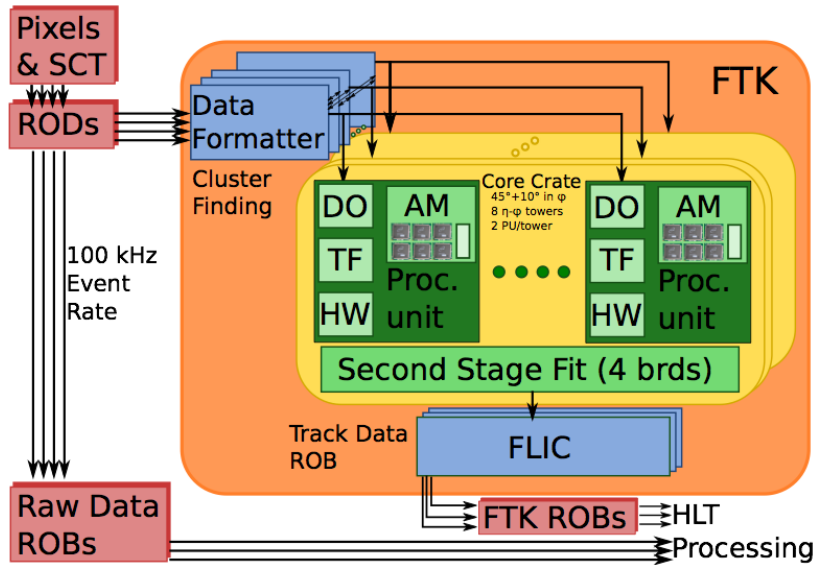 Pixels
& SCT
RODs
FTK
Data
Formatter
Cluster
Finding
100 kHz
Event
Rate
Core Crate
45°+10° in φ
8 η-φ towers
2 PU/tower
DO
AM
TF
HW
Proc.
unit
DO
AM
TF
HW
Proc.
unit
Second Stage Fit (4 brds)
Track Data
ROB
FLIC
Raw Data
ROBs
FTK ROBs
HLT
Processing